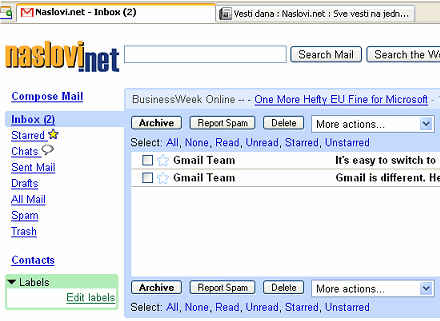 Naslovi.net - Inbox (2)
Vesti dana : Naslovi.net : Sve vesti na jedn...
naslovi.net
Search Mail
Search the We
Compose Mail
BusinessWeek Online -- - One More Hefty EU Fine for Microsoft -
Inbox (2)
Archive Report Spam Delete More actions...
Starred
Select: All, None, Read, Unread, Starred, Unstarred
Chats
Gmail Team It's easy to switch to
Sent Mail
Gmail Team Gmail is different. He
Drafts
All Mail
Spam
Trash
Contacts
Labels
Edit labels
Archive Report Spam Delete More actions...
Select: All, None, Read, Unread, Starred, Unstarred